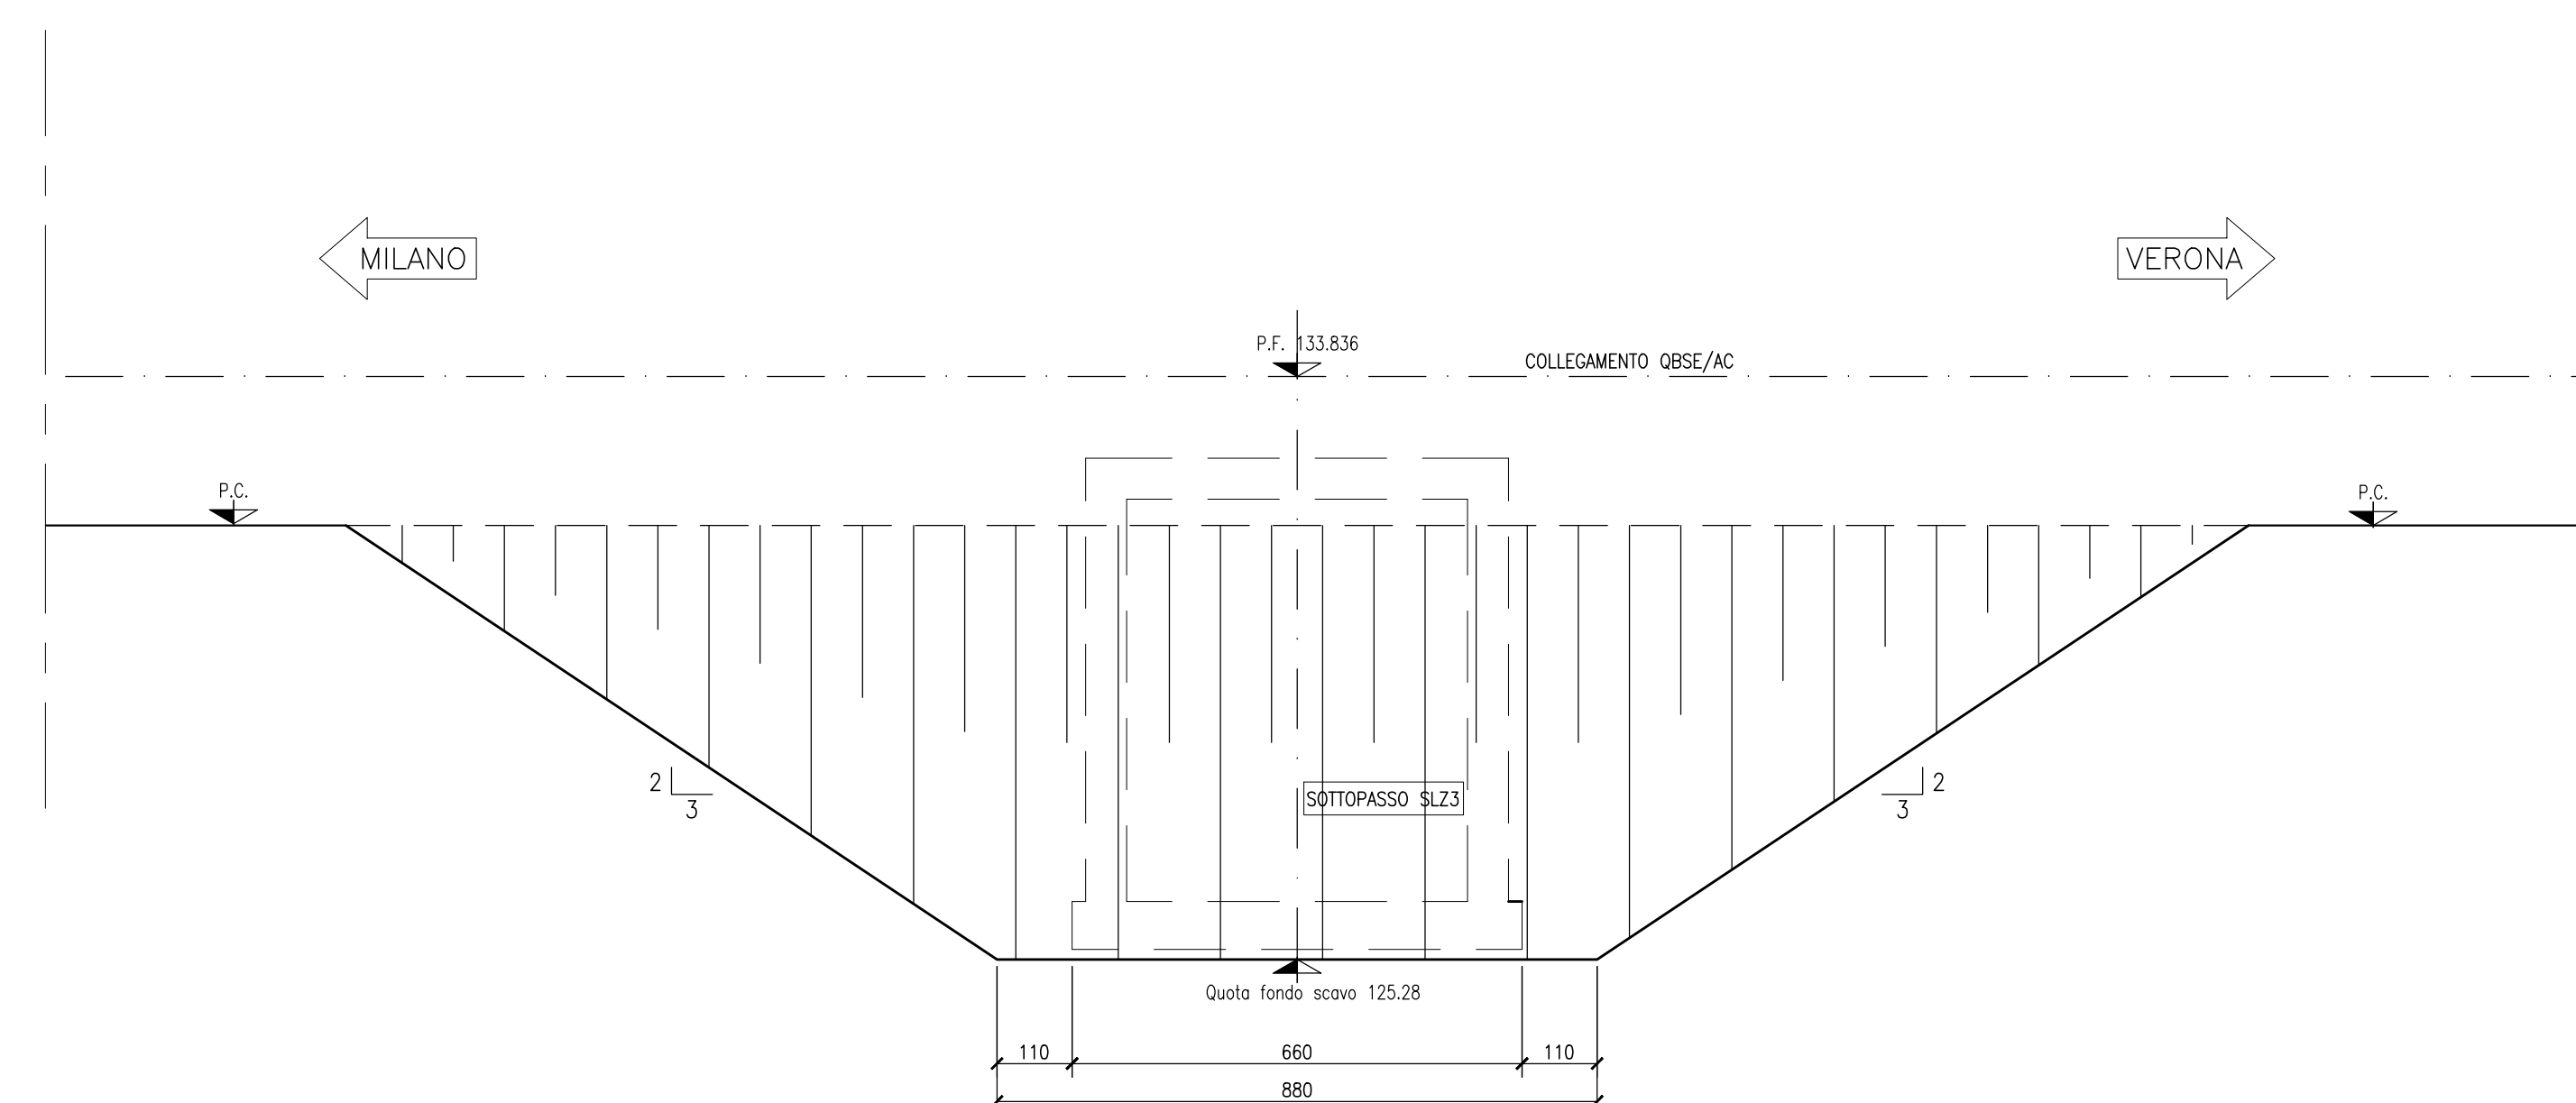 MILANO
VERONA
P.F. 133.836
COLLEGAMENTO QBSE/AC
P.C.
P.C.
2
3
SOTTOPASSO SLZ3
2
3
Quota fondo scavo 125.28
110
660
110
880